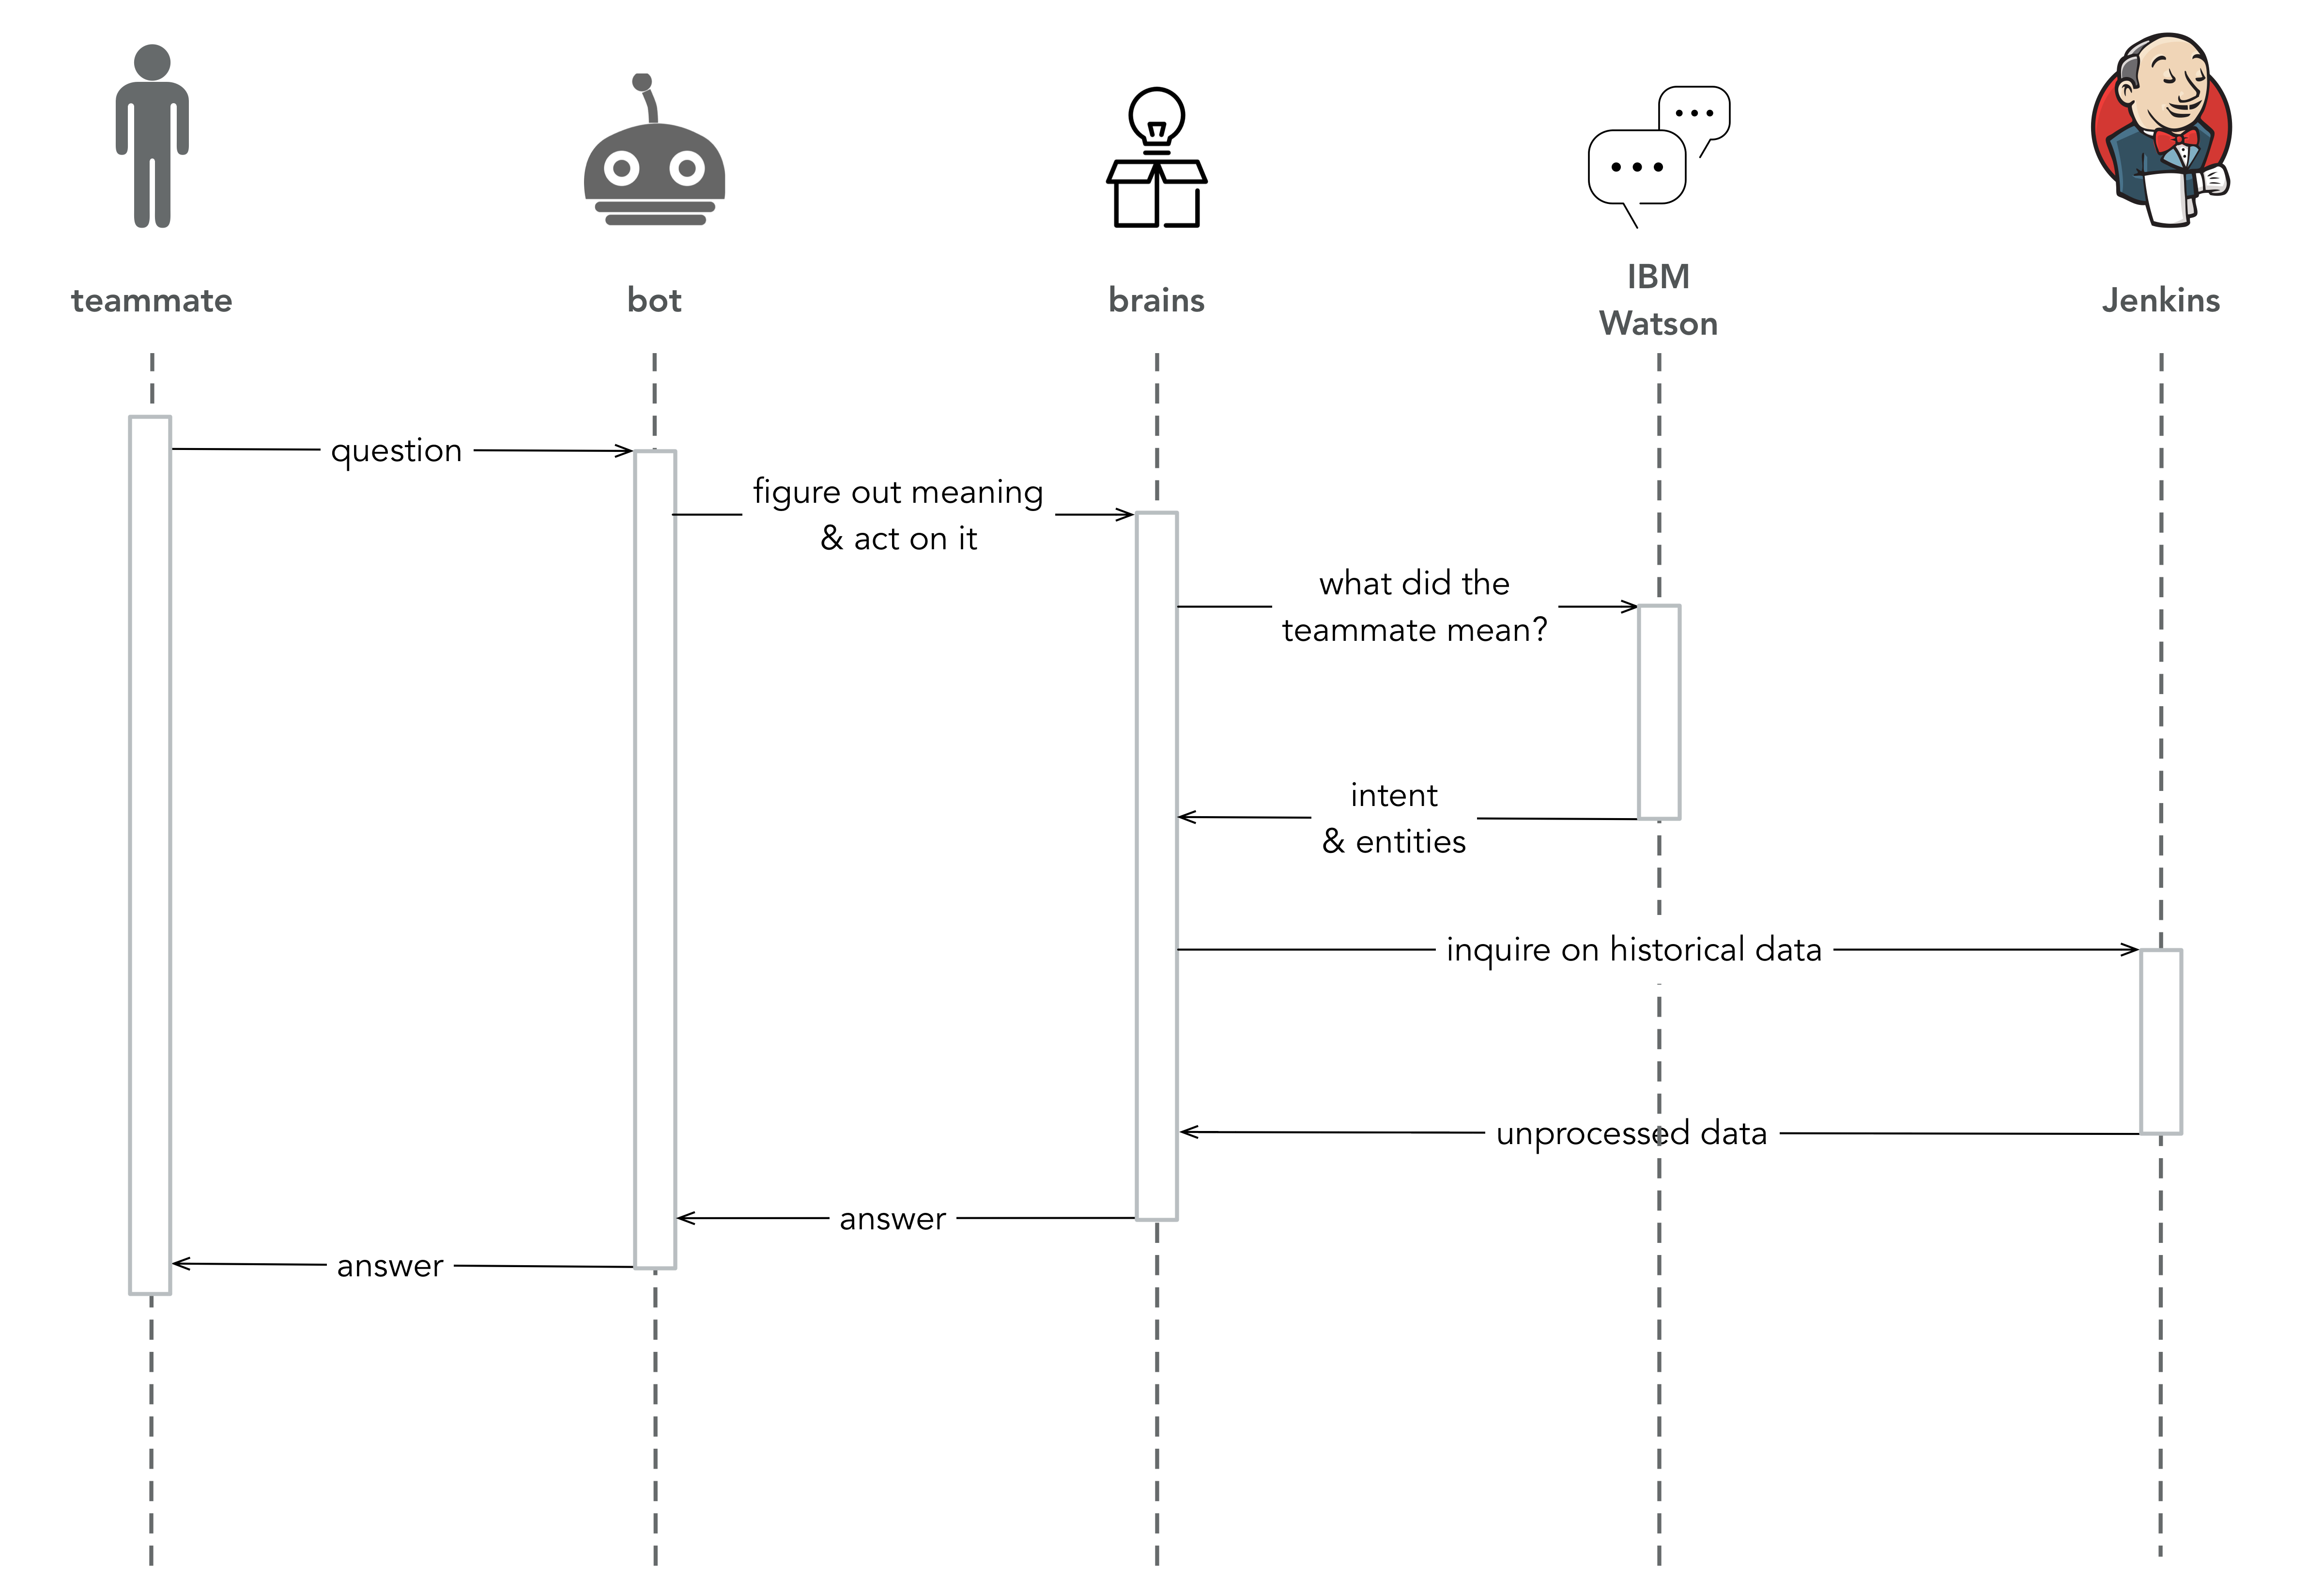 teammate
bot
brains
IBM
Watson
Jenkins
question
figure out meaning
& act on it
what did the
teammate mean?
intent
& entities
inquire on historical data
unprocessed data
answer
answer